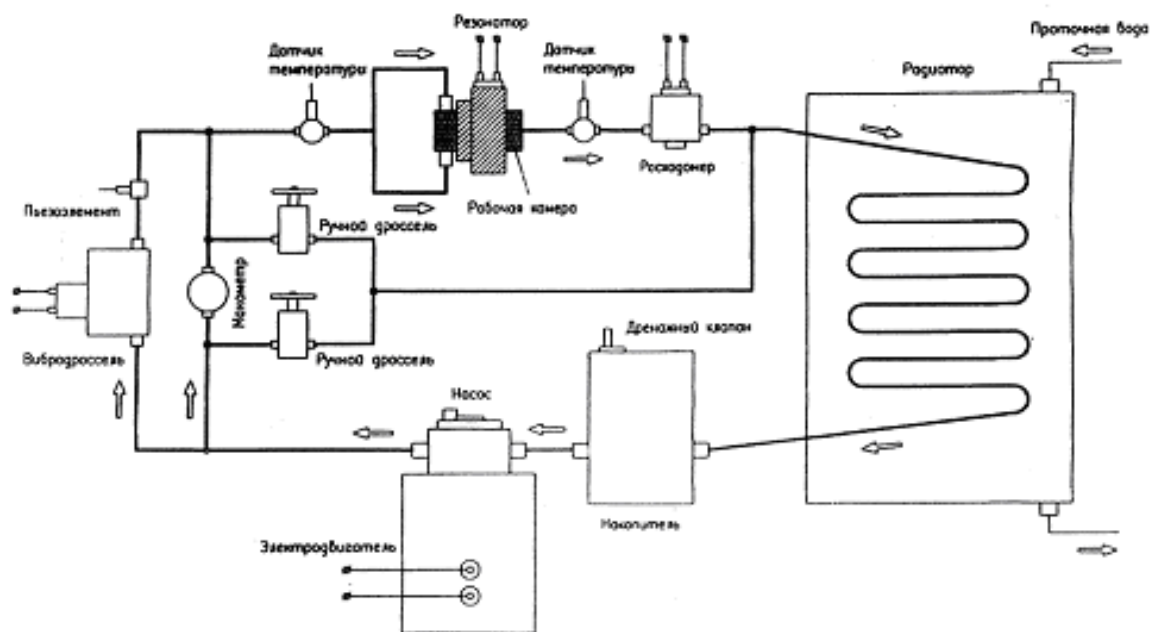 Резонатор
Проточная вода
Датчик
температуры
Датчик
температуры
Радиатор
Расходомер
Рабочая камера
Пьезоэлемент
Ручной дроссель
Манометр
Дренажный клапан
Вибродроссель
Ручной дроссель
Насос
Накопитель
Электродвигатель